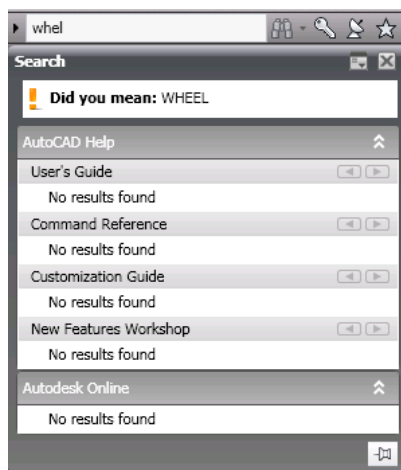 whel
Search
Did you mean: WHEEL
AutoCAD Help
User's Guide
No results found
Command Reference
No results found
Customization Guide
No results found
New Features Workshop
No results found
Autodesk Online
No results found